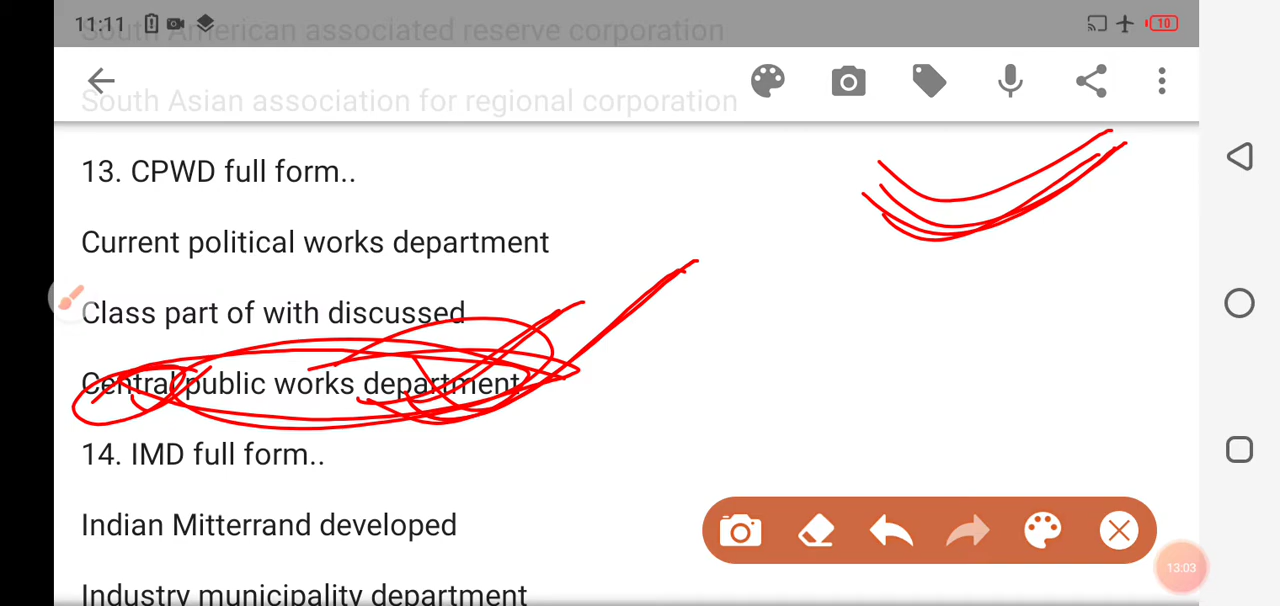 11:11
10
South American associated reserve corporation
South Asian association for regional corporation
13. CPWD full form..
Current political works department
Class part of with discussed
Central public works department
14. IMD full form..
Indian Mitterrand developed
Industry municipality department
13:03